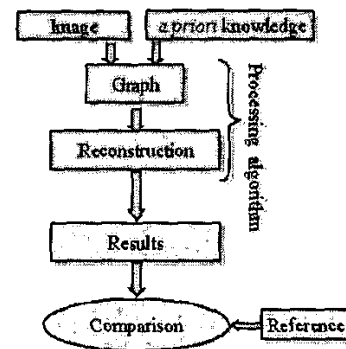 Image
a priori knowledge
Graph
Processing algorithm
Reconstruction
Results
Comparison
Reference